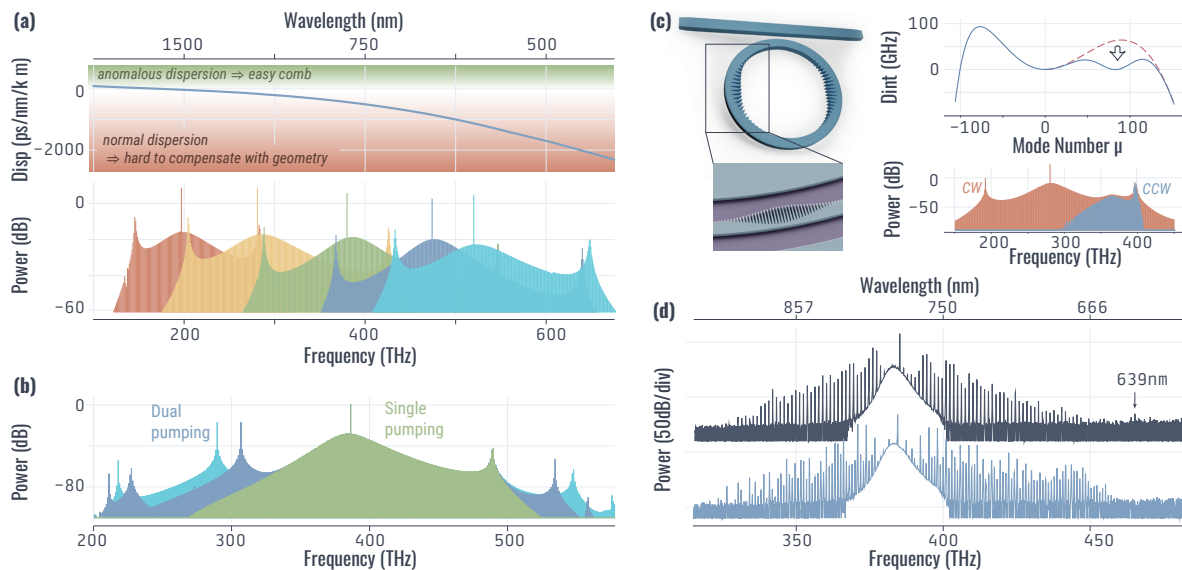 (a)
Wavelength (nm)
1500
750
500
anomalous dispersion ⇒ easy comb
normal dispersion
⇒ hard to compensate with geometry
Disp (ps/nm/k m)
0
−2000
Power (dB)
0
−60
200
400
600
Frequency (THz)
(b)
Power (dB)
0
−80
Dual
pumping
Single
pumping
200
300
400
500
Frequency (THz)
(c)
Dint (GHz)
100
0
−100
0
100
Mode Number μ
Power (dB)
0
−50
CW
CCW
200
300
400
Frequency (THz)
(d)
Wavelength (nm)
857
750
666
639nm
Power (50dB/div)
350
400
450
Frequency (THz)